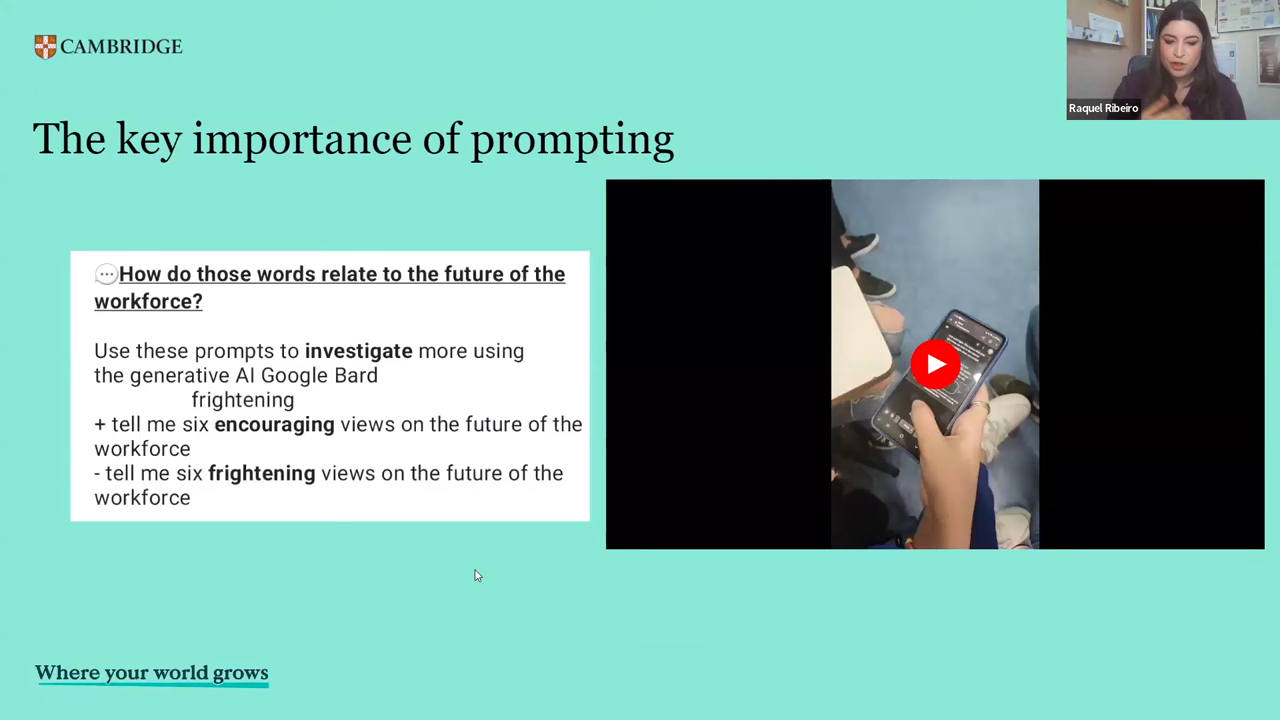 CAMBRIDGE
Raquel Ribeiro
The key importance of prompting
How do those words relate to the future of the
workforce?
Use these prompts to investigate more using
the generative AI Google Bard
frightening
+ tell me six encouraging views on the future of the
workforce
- tell me six frightening views on the future of the
workforce
Where your world grows